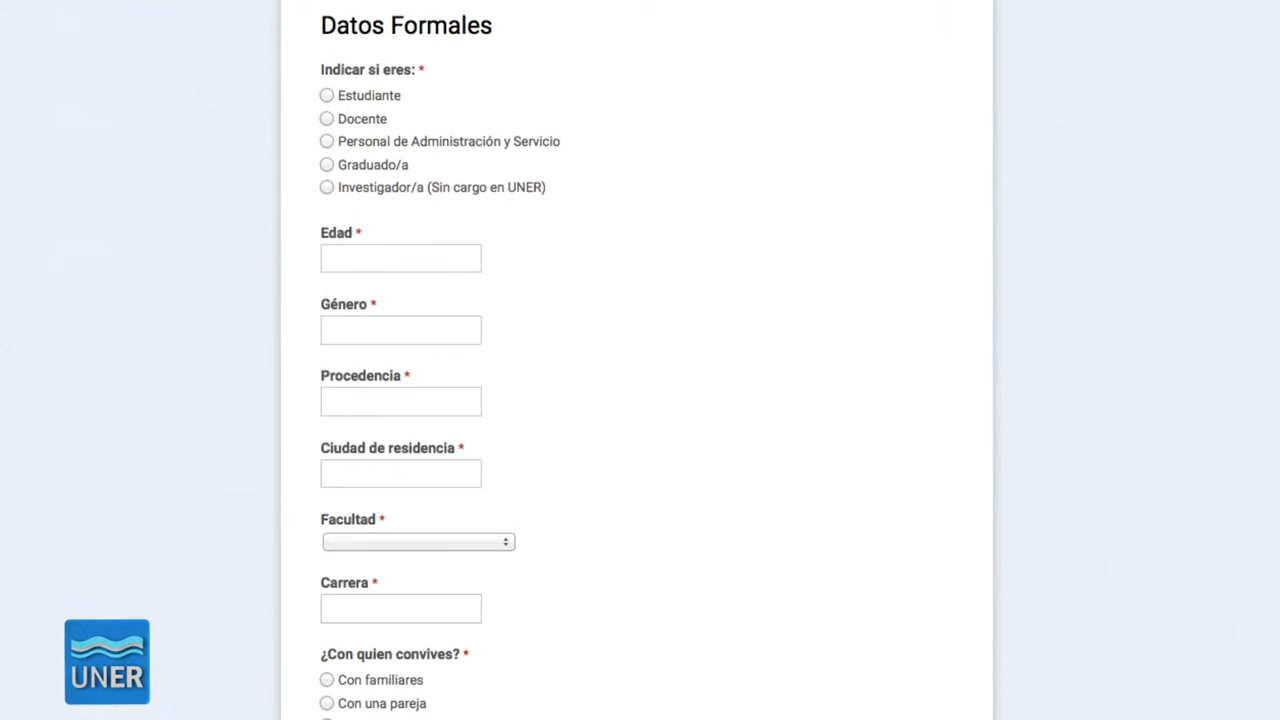 Datos Formales
Indicar si eres: *
Estudiante
Docente
Personal de Administración y Servicio
Graduado/a
Investigador/a (Sin cargo en UNER)
Edad *
Género *
Procedencia *
Ciudad de residencia *
Facultad *
Carrera *
¿Con quien convives? *
Con familiares
Con una pareja
UNER